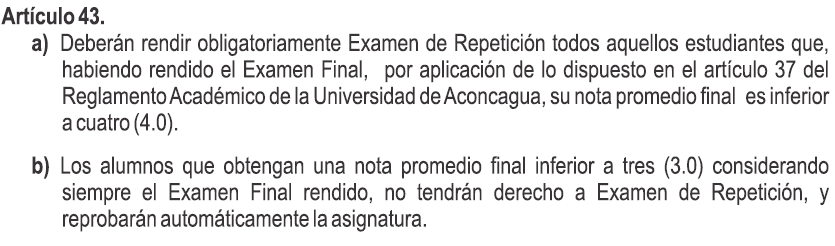 Artículo 43.
a) Deberán rendir obligatoriamente Examen de Repetición todos aquellos estudiantes que,
habiendo rendido el Examen Final, por aplicación de lo dispuesto en el artículo 37 del
Reglamento Académico de la Universidad de Aconcagua, su nota promedio final es inferior
a cuatro (4.0).
b) Los alumnos que obtengan una nota promedio final inferior a tres (3.0) considerando
siempre el Examen Final rendido, no tendrán derecho a Examen de Repetición, y
reprobarán automáticamente la asignatura.